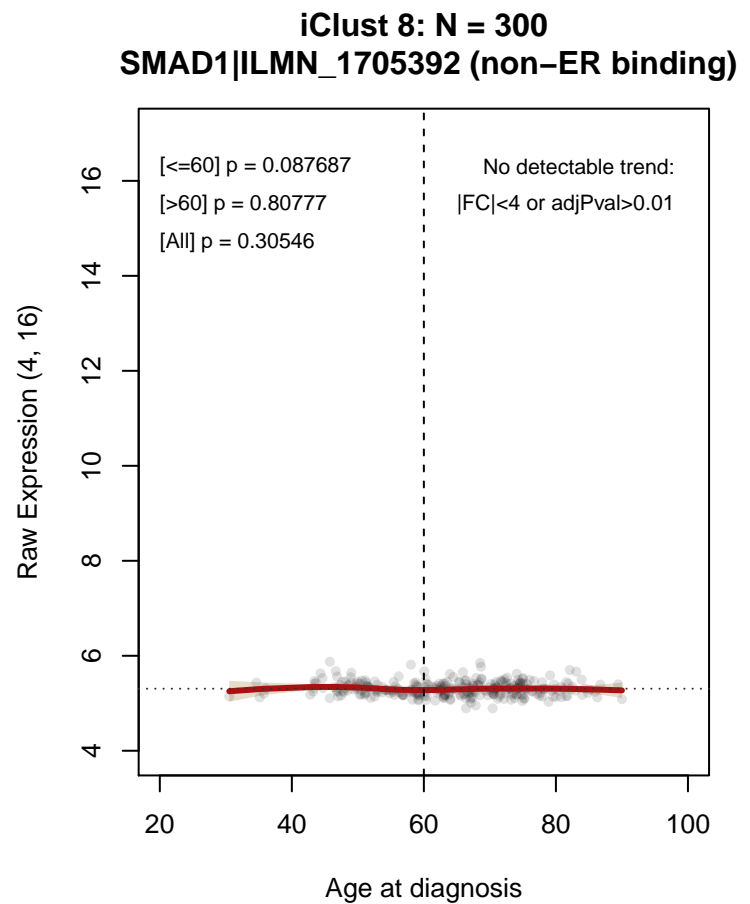 iClust 8: N = 300
SMAD1|ILMN_1705392 (non−ER binding)
[<=60] p = 0.087687
[>60] p = 0.80777
[All] p = 0.30546
No detectable trend:
|FC|<4 or adjPval>0.01
Raw Expression (4, 16)
16
14
12
10
8
6
4
20 40 60 80 100
Age at diagnosis